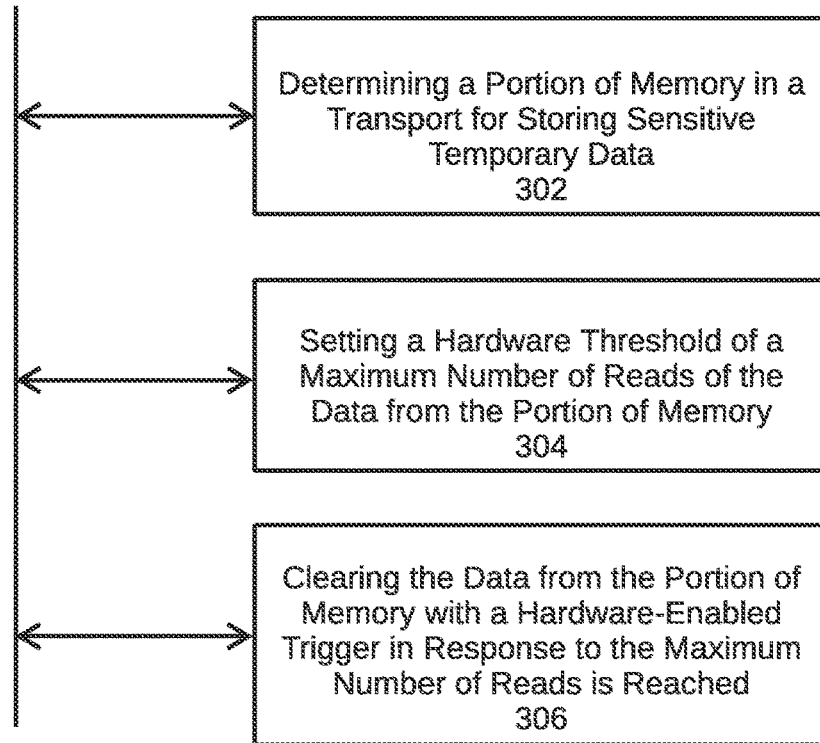 Determining a Portion of Memory in a
Transport for Storing Sensitive
Temporary Data
302
Setting a Hardware Threshold of a
Maximum Number of Reads of the
Data from the Portion of Memory
304
Clearing the Data from the Portion of
Memory with a Hardware-Enabled
Trigger in Response to the Maximum
Number of Reads is Reached
306